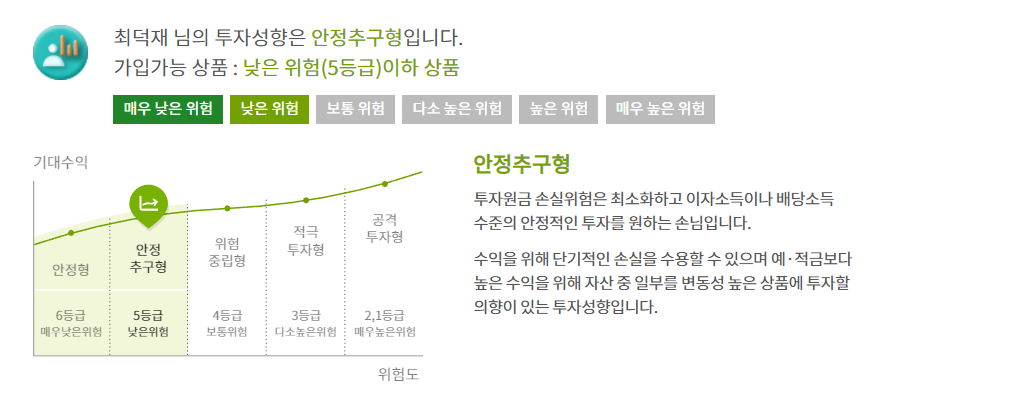 최덕재 님의 투자성향은 안정추구형입니다.
가입가능 상품 : 낮은 위험(5등급)이하 상품
매우 낮은 위험 낮은 위험 보통 위험 다소 높은 위험 높은 위험 매우 높은 위험
기대수익
안정형
안정
추구형
위험
중립형
적극
투자형
공격
투자형
6등급
매우낮은위험
5등급
낮은위험
4등급
보통위험
3등급
다소높은위험
2,1등급
매우높은위험
위험도
안정추구형
투자원금 손실위험은 최소화하고 이자소득이나 배당소득
수준의 안정적인 투자를 원하는 손님입니다.
수익을 위해 단기적인 손실을 수용할 수 있으며 예·적금보다
높은 수익을 위해 자산 중 일부를 변동성 높은 상품에 투자할
의향이 있는 투자성향입니다.